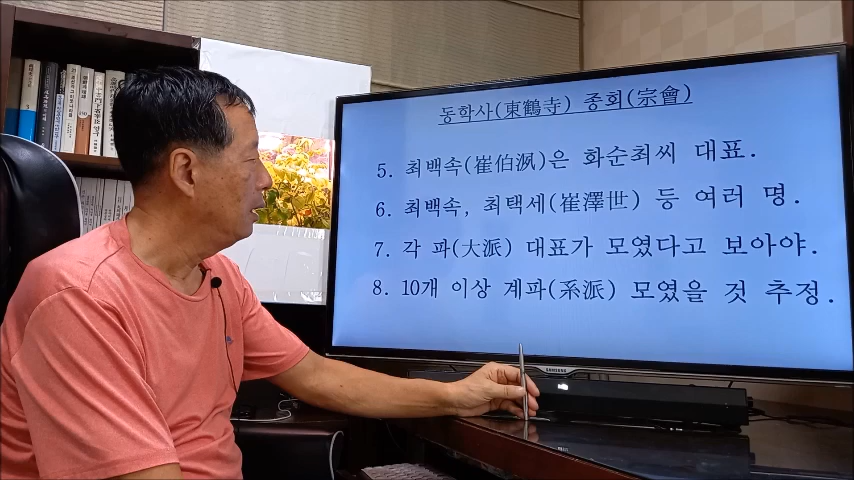 동학사(東鶴寺) 종회(宗會)
5. 최백속(崔伯洬)은 화순최씨 대표.
6. 최백속, 최택세(崔澤世) 등 여러 명.
7. 각 파(大派) 대표가 모였다고 보아야.
8. 10개 이상 계파(系派) 모였을 것 추정.
SAMSUNG